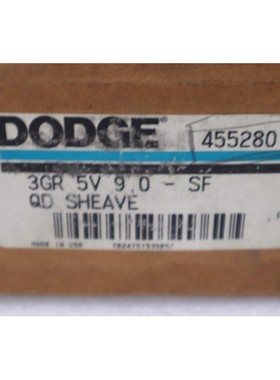 DODGE 455280
3GR 5V 9.0 - SF
QD SHEAVE
MADE IN USA